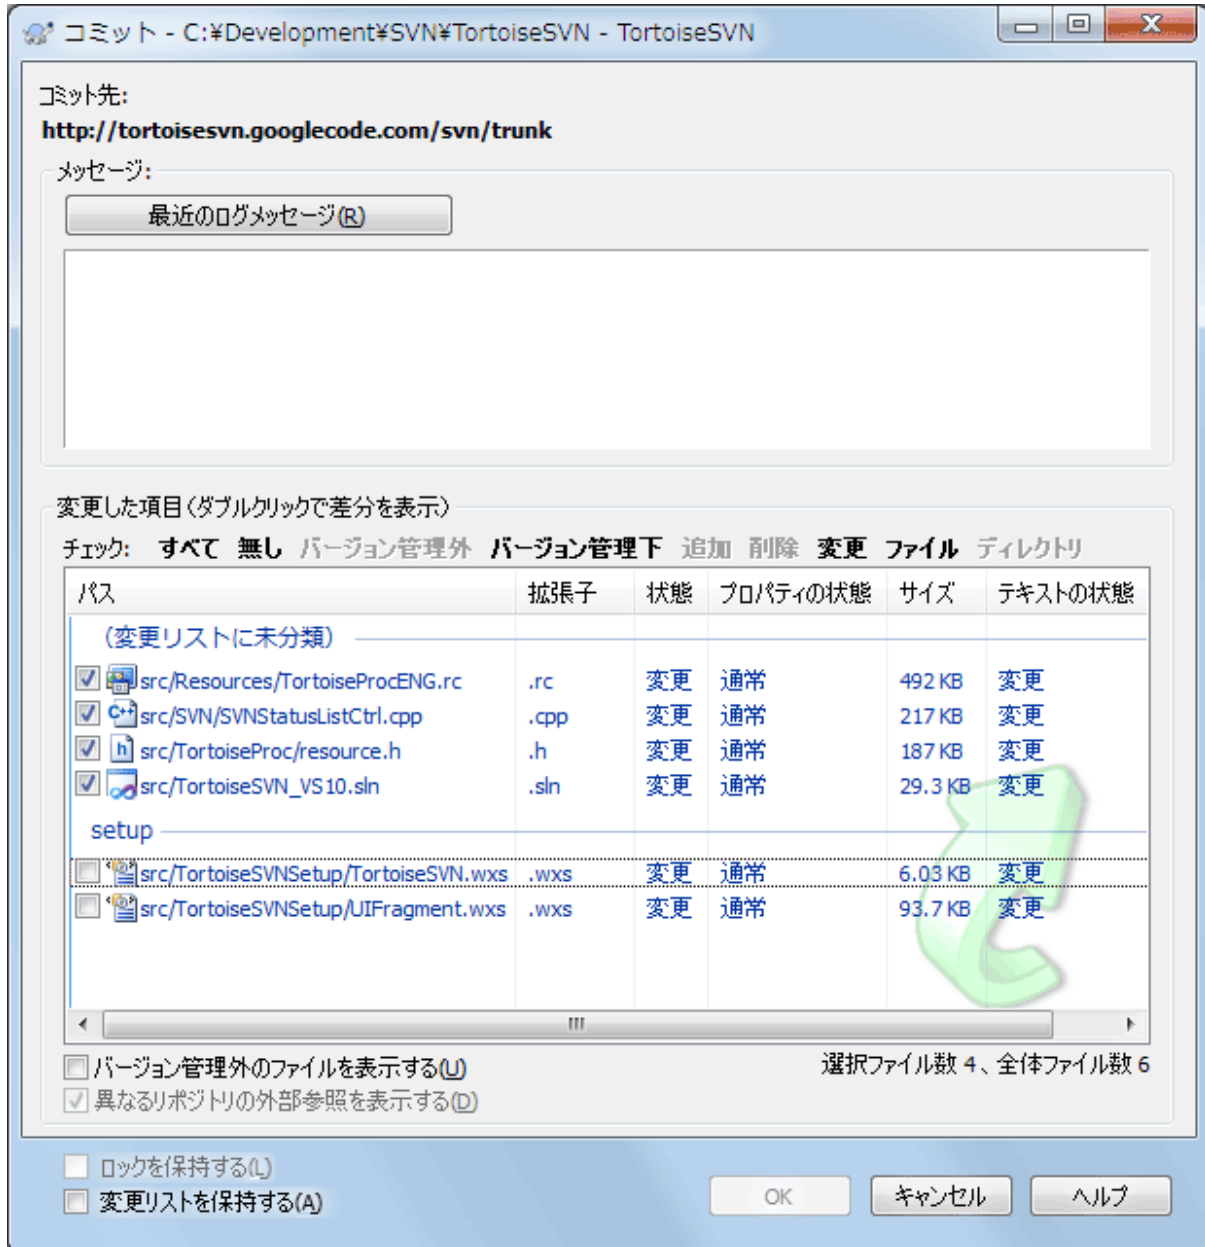 コミット - C:¥Development¥SVN¥TortoiseSVN - TortoiseSVN
コミット先:
http://tortoisesvn.googlecode.com/svn/trunk
メッセージ:
最近のログメッセージ(R)
変更した項目(ダブルクリックで差分を表示)
チェック: すべて 無し バージョン管理外 バージョン管理下 追加 削除 変更 ファイル ディレクトリ
パス 拡張子 状態 プロパティの状態 サイズ テキストの状態
(変更リストに未分類)
src/Resources/TortoiseProcENG.rc .rc 変更 通常 492 KB 変更
src/SVN/SVNStatusListCtrl.cpp .cpp 変更 通常 217 KB 変更
src/TortoiseProc/resource.h .h 変更 通常 187 KB 変更
src/TortoiseSVN_VS10.sln .sln 変更 通常 29.3 KB 変更
setup
src/TortoiseSVNSetup/TortoiseSVN.wxs .wxs 変更 通常 6.03 KB 変更
src/TortoiseSVNSetup/UIFragment.wxs .wxs 変更 通常 93.7 KB 変更
バージョン管理外のファイルを表示する(U) 選択ファイル数 4、全体ファイル数 6
異なるリポジトリの外部参照を表示する(D)
ロックを保持する(L)
変更リストを保持する(A) OK キャンセル ヘルプ